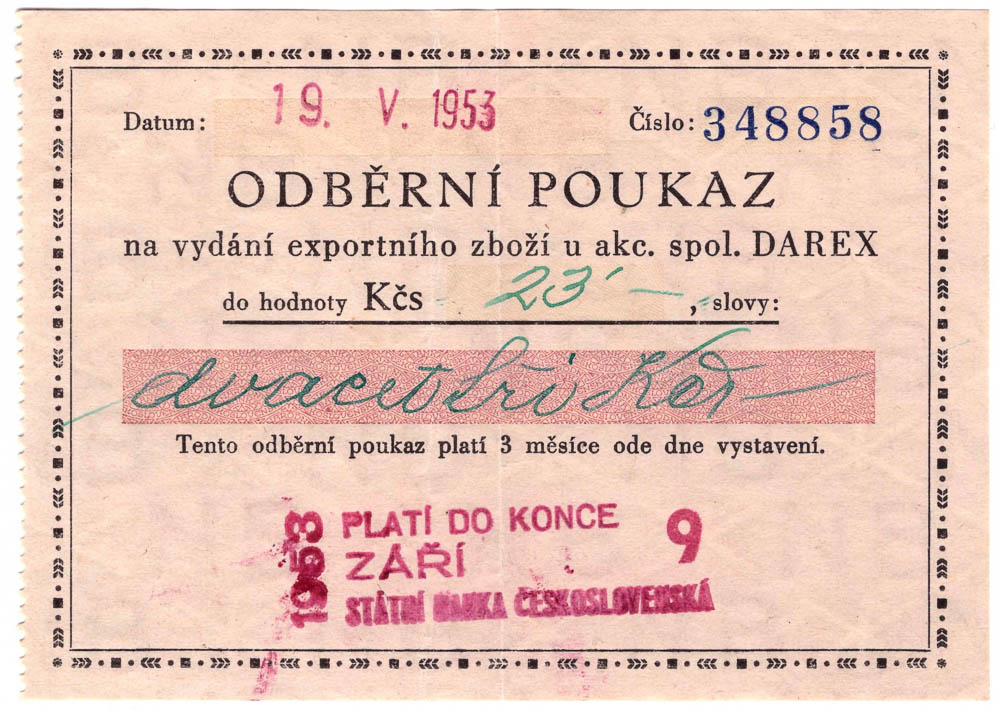 Datum: 19. V. 1953 Číslo: 348858
ODBĚRNÍ POUKAZ
na vydání exportního zboží u akc. spol. DAREX
do hodnoty Kčs 23'—, slovy:
dvacettři Kčs—
Tento odběrní poukaz platí 3 měsíce ode dne vystavení.
1953 PLATÍ DO KONCE 9
ZÁŘÍ
STÁTNÍ BANKA ČESKOSLOVENSKÁ